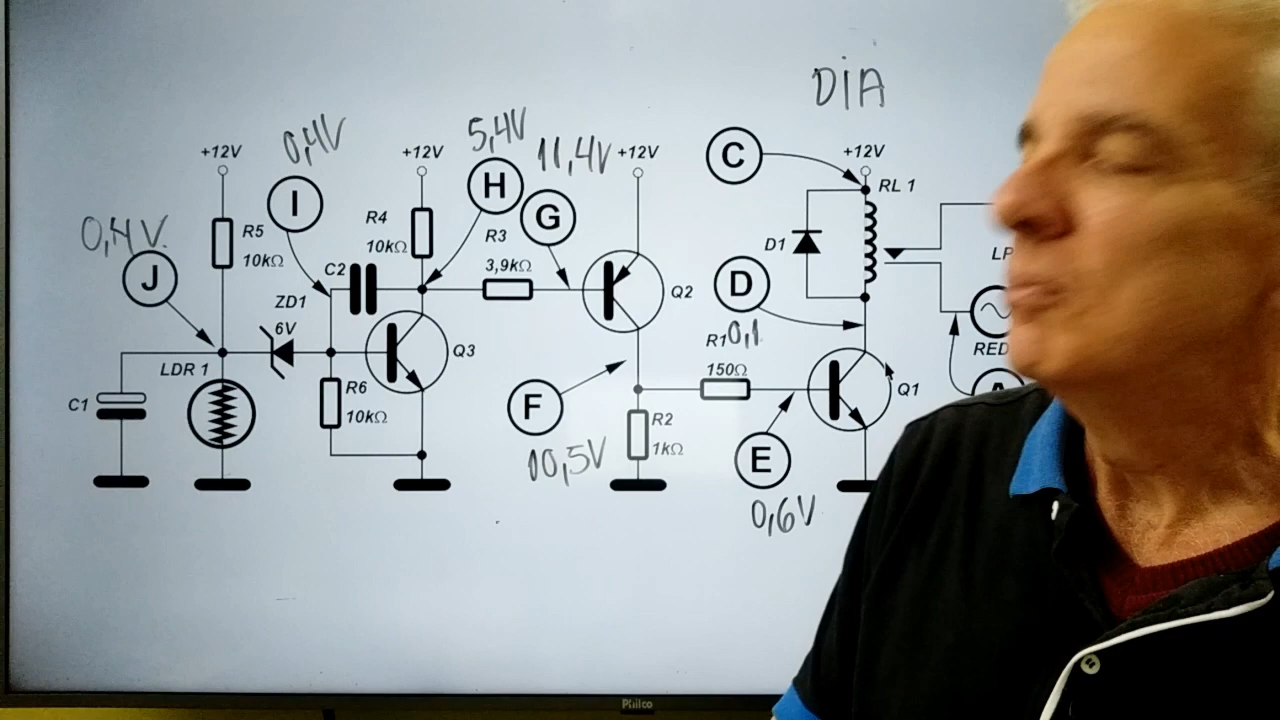 DIA
0,4V
5,4V
11,4V
+12V
+12V
+12V
+12V
I
H
G
C
RL 1
0,4V.
J
R5
10kΩ
R4
10kΩ
R3
3,9kΩ
C2
D1
D
Q2
LP
ZD1
6V
R1
0,1
150Ω
RED
LDR 1
Q3
C1
R6
10kΩ
F
R2
1kΩ
Q1
A
E
10,5V
0,6V
Philco